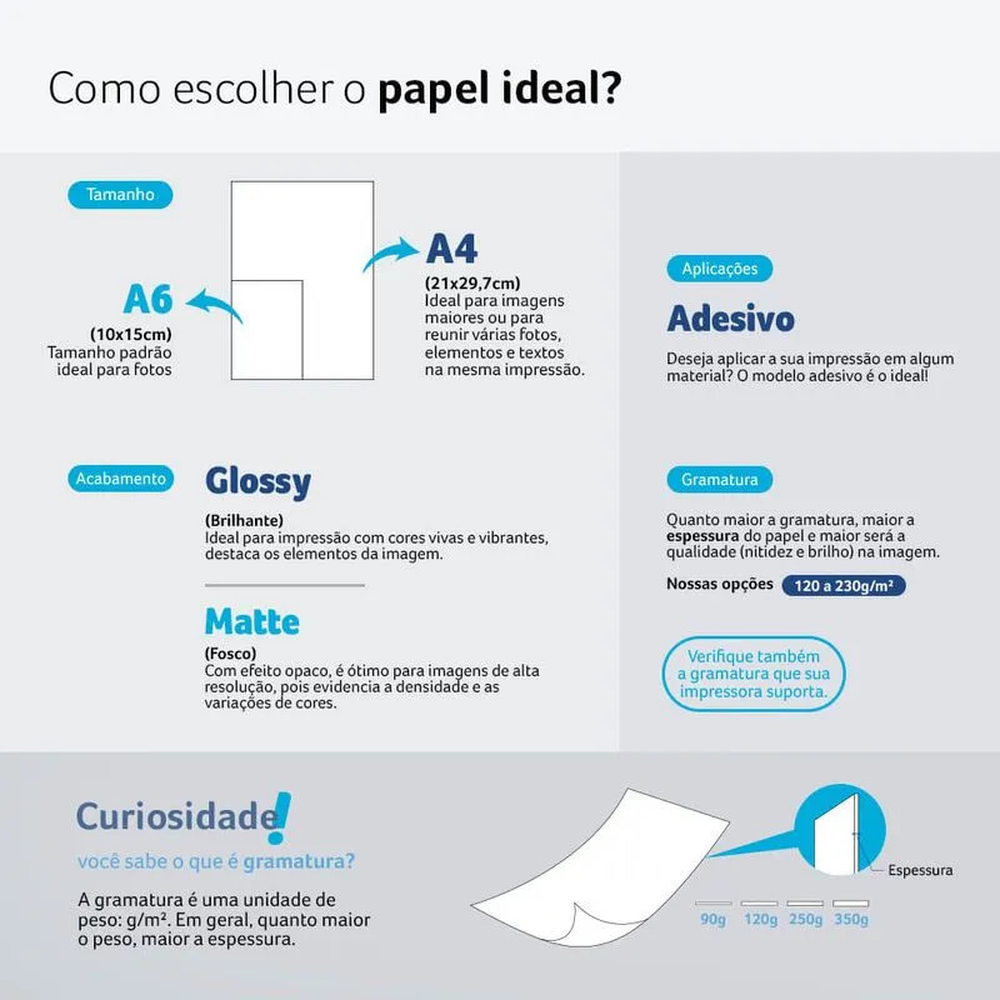 Como escolher o papel ideal?
Tamanho
A6
(10x15cm)
Tamanho padrão
ideal para fotos
A4
(21x29,7cm)
Ideal para imagens
maiores ou para
reunir várias fotos,
elementos e textos
na mesma impressão.
Acabamento
Glossy
(Brilhante)
Ideal para impressão com cores vivas e vibrantes,
destaca os elementos da imagem.
Matte
(Fosco)
Com efeito opaco, é ótimo para imagens de alta
resolução, pois evidencia a densidade e as
variações de cores.
Aplicações
Adesivo
Deseja aplicar a sua impressão em algum
material? O modelo adesivo é o ideal!
Gramatura
Quanto maior a gramatura, maior a
espessura do papel e maior será a
qualidade (nitidez e brilho) na imagem.
Nossas opções 120 a 230g/m²
Verifique também
a gramatura que sua
impressora suporta.
Curiosidade!
você sabe o que é gramatura?
A gramatura é uma unidade de
peso: g/m². Em geral, quanto maior
o peso, maior a espessura.
Espessura
90g 120g 250g 350g